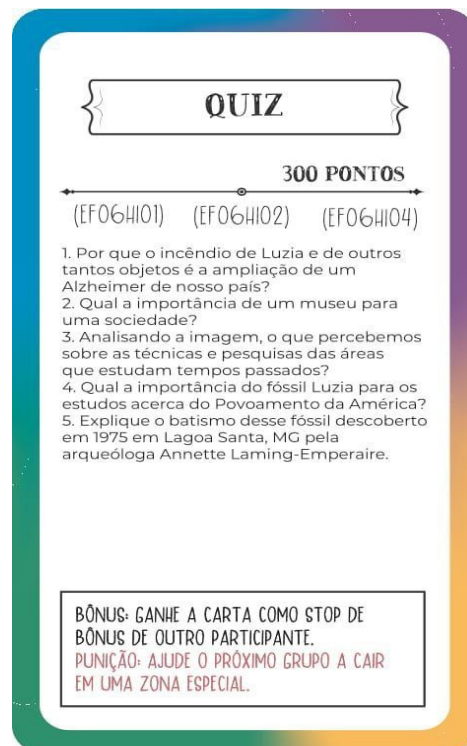 QUIZ
300 PONTOS
(EF06HI01) (EF06HI02) (EF06HI04)
1. Por que o incêndio de Luzia e de outros
tantos objetos é a ampliação de um
Alzheimer de nosso país?
2. Qual a importância de um museu para
uma sociedade?
3. Analisando a imagem, o que percebemos
sobre as técnicas e pesquisas das áreas
que estudam tempos passados?
4. Qual a importância do fóssil Luzia para os
estudos acerca do Povoamento da América?
5. Explique o batismo desse fóssil descoberto
em 1975 em Lagoa Santa, MG pela
arqueóloga Annette Laming-Emperaire.
BÔNUS: GANHE A CARTA COMO STOP DE
BÔNUS DE OUTRO PARTICIPANTE.
PUNIÇÃO: AJUDE O PRÓXIMO GRUPO A CAIR
EM UMA ZONA ESPECIAL.